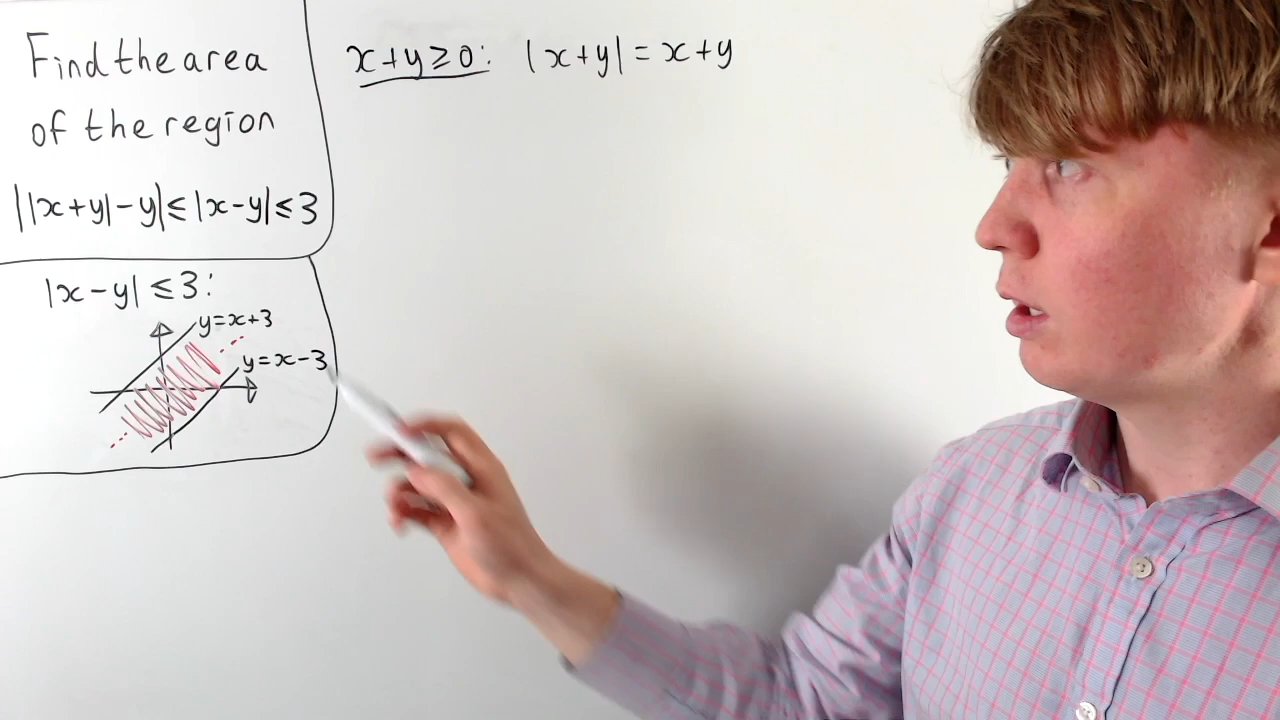 Find the area
of the region
||x+y|-y|≤|x-y|≤3
|x-y|≤3:
y=x+3
y=x-3
x+y≥0: |x+y|=x+y